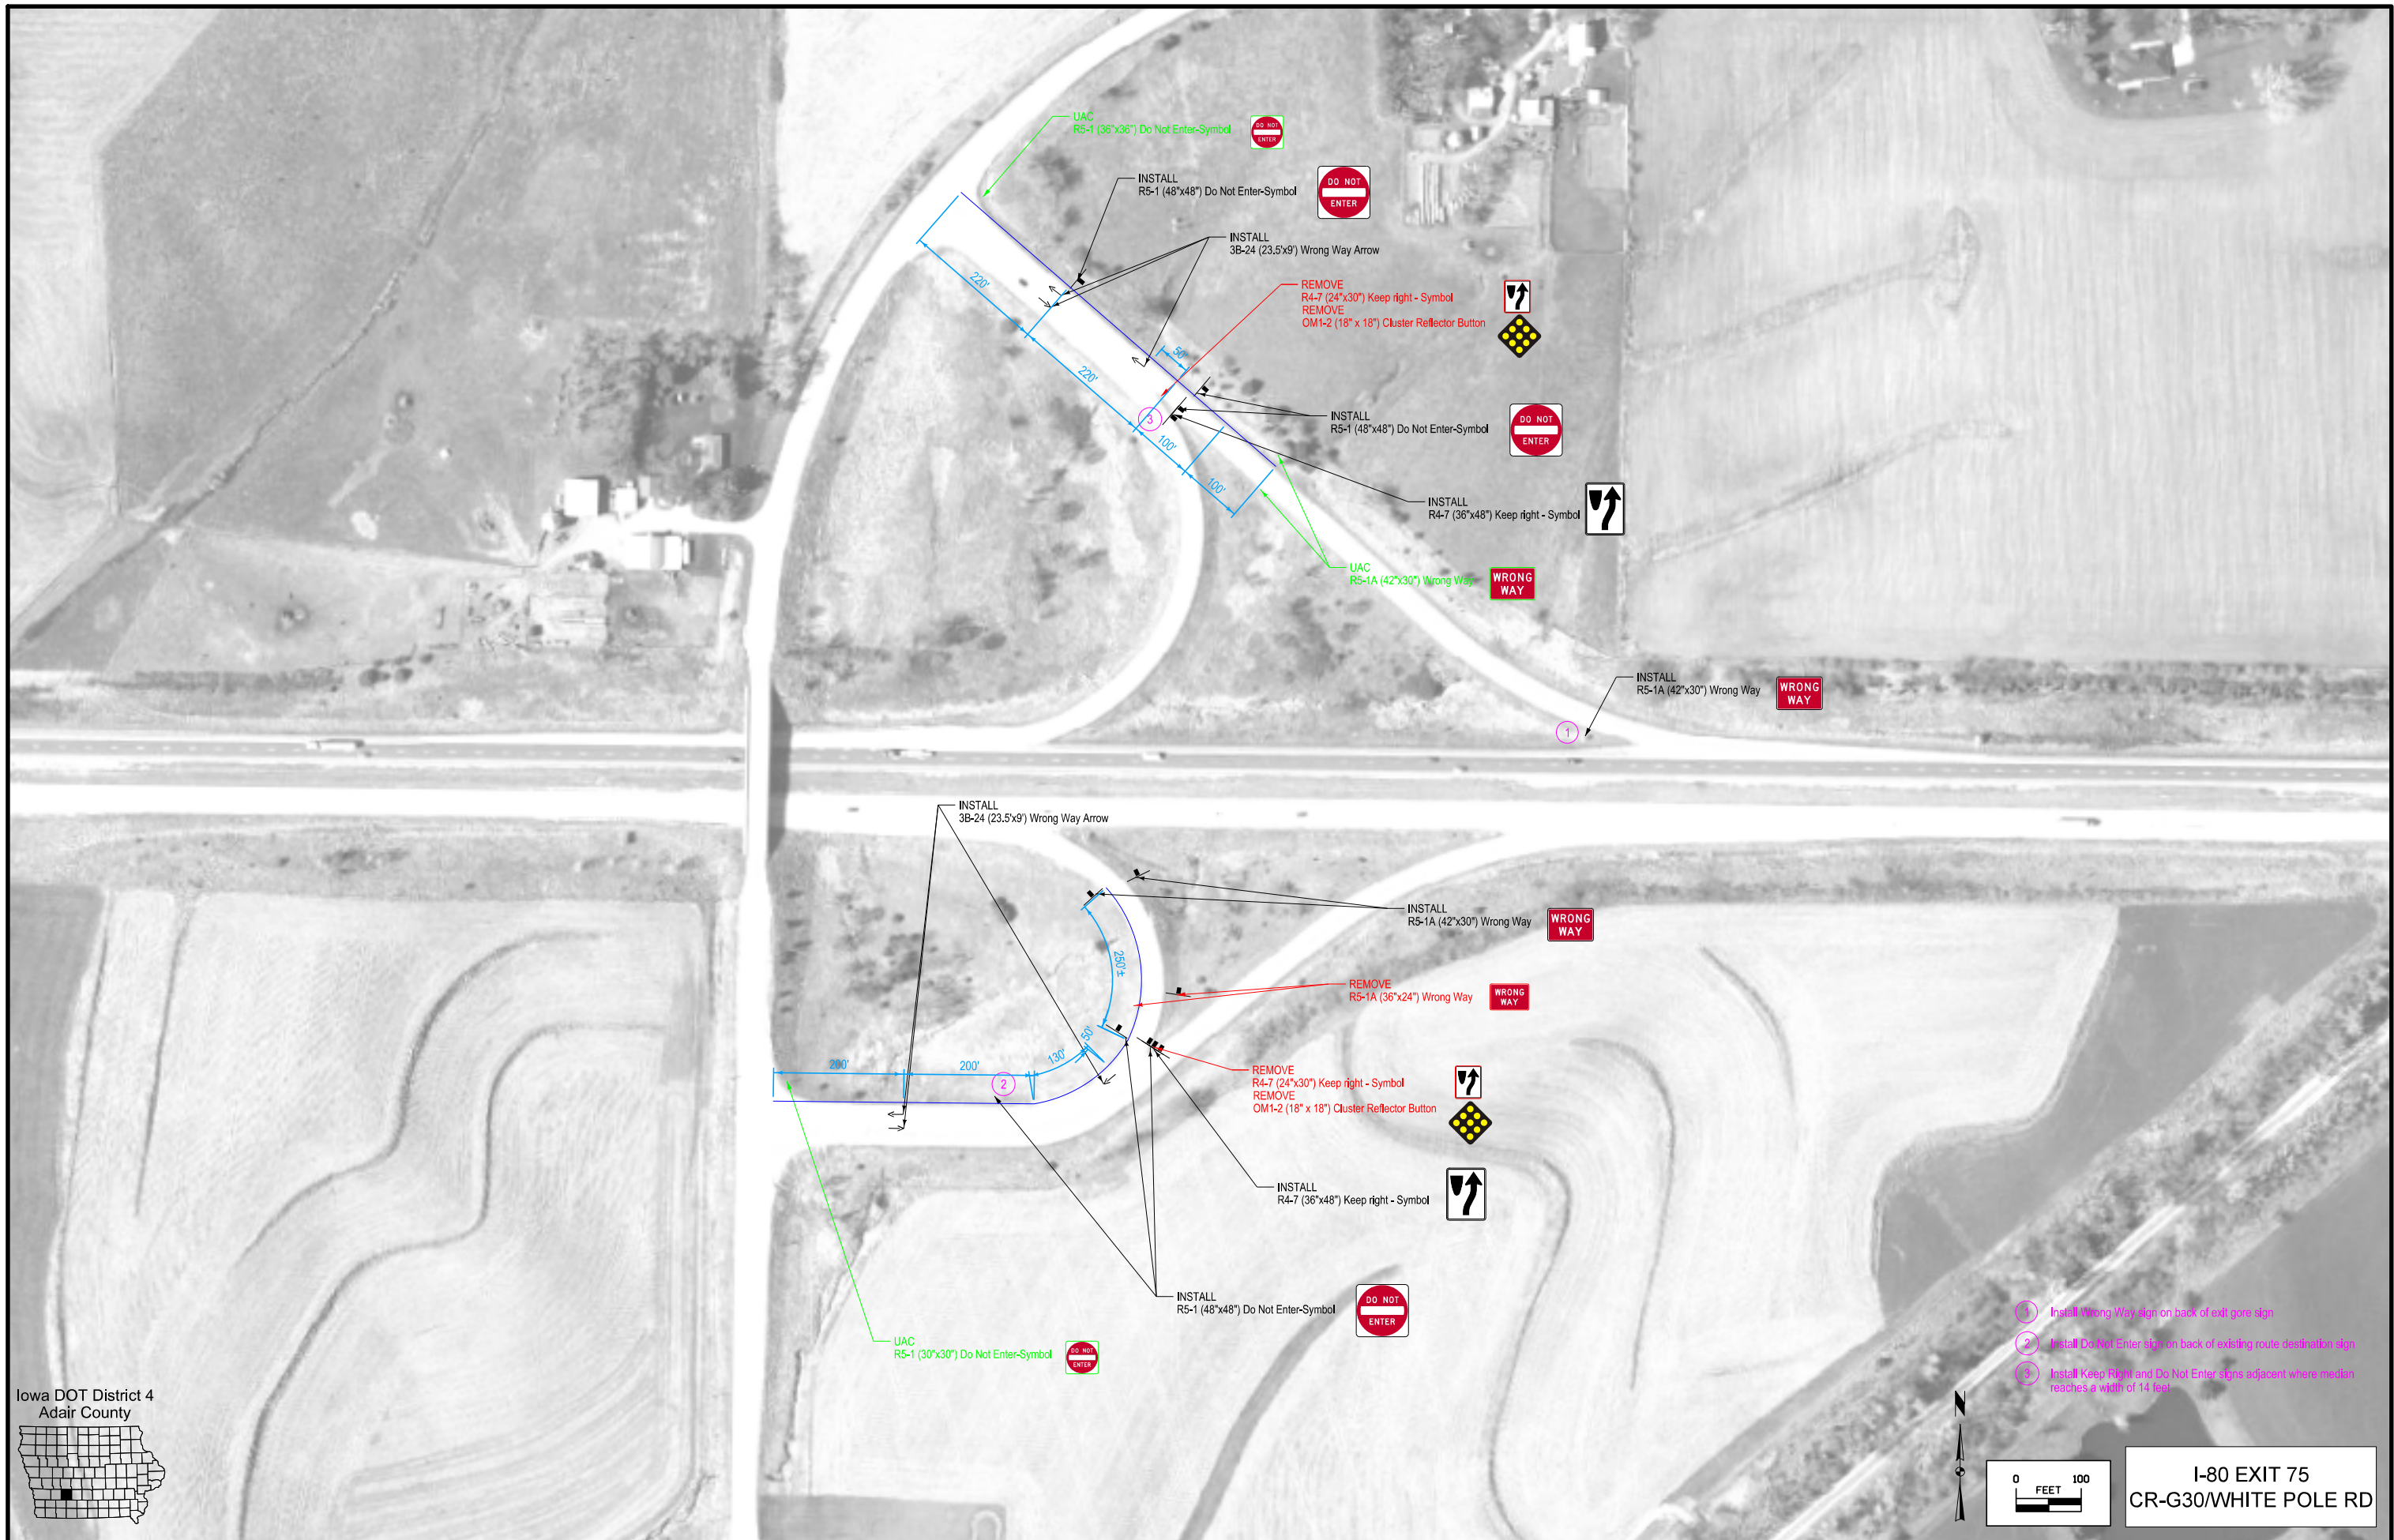 UAC
R5-1 (36"x36") Do Not Enter-Symbol
DO NOT
ENTER
INSTALL
R5-1 (48"x48") Do Not Enter-Symbol
DO NOT
ENTER
INSTALL
3B-24 (23.5'x9') Wrong Way Arrow
REMOVE
R4-7 (24"x30") Keep right - Symbol
REMOVE
OM1-2 (18" x 18") Cluster Reflector Button
220'
220'
50'
3
100'
100'
INSTALL
R5-1 (48"x48") Do Not Enter-Symbol
DO NOT
ENTER
INSTALL
R4-7 (36"x48") Keep right - Symbol
UAC
R5-1A (42"x30") Wrong Way
WRONG
WAY
INSTALL
R5-1A (42"x30") Wrong Way
WRONG
WAY
1
INSTALL
3B-24 (23.5'x9') Wrong Way Arrow
INSTALL
R5-1A (42"x30") Wrong Way
WRONG
WAY
250'±
REMOVE
R5-1A (36"x24") Wrong Way
WRONG
WAY
200'
200'
130'
50'
2
REMOVE
R4-7 (24"x30") Keep right - Symbol
REMOVE
OM1-2 (18" x 18") Cluster Reflector Button
INSTALL
R4-7 (36"x48") Keep right - Symbol
INSTALL
R5-1 (48"x48") Do Not Enter-Symbol
DO NOT
ENTER
UAC
R5-1 (30"x30") Do Not Enter-Symbol
DO NOT
ENTER
1 Install Wrong Way sign on back of exit gore sign
2 Install Do Not Enter sign on back of existing route destination sign
3 Install Keep Right and Do Not Enter signs adjacent where median
reaches a width of 14 feet
Iowa DOT District 4
Adair County
N
0 100
FEET
I-80 EXIT 75
CR-G30/WHITE POLE RD